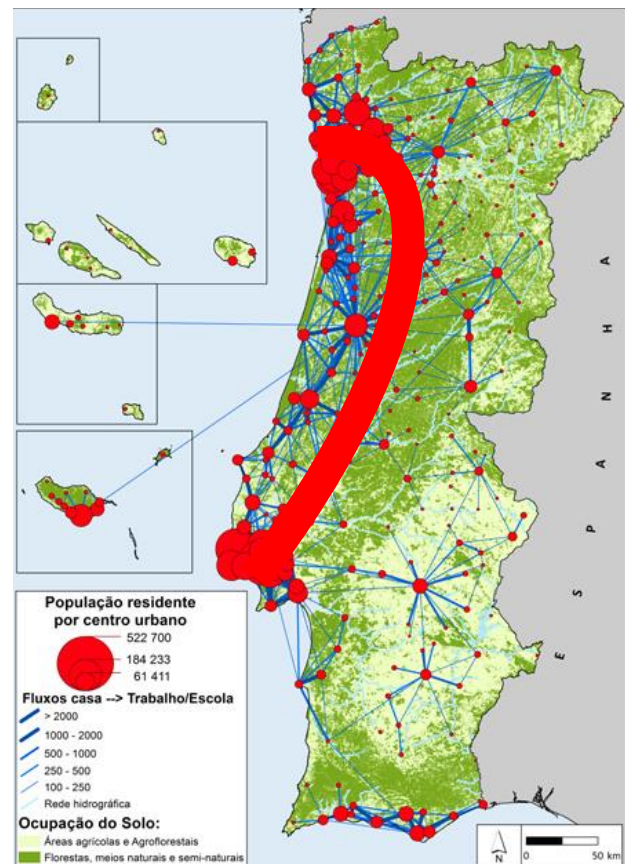 E S P A N H A
População residente
por centro urbano
522 700
184 233
61 411
Fluxos casa --> Trabalho/Escola
> 2000
1000 - 2000
500 - 1000
250 - 500
100 - 250
Rede hidrográfica
Ocupação do Solo:
Áreas agrícolas e Agroflorestais
Florestas, meios naturais e semi-naturais
N
0 50 km